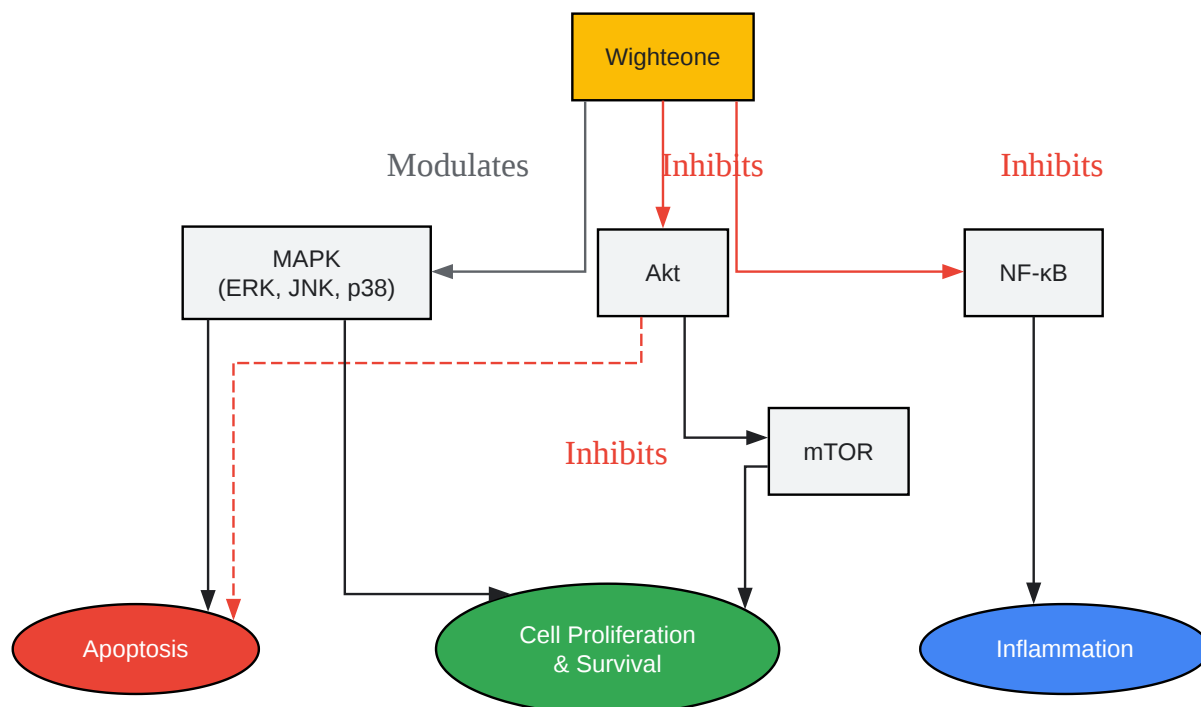 Wighteone
Modulates
Inhibits
Inhibits
MAPK
(ERK, JNK, p38)
Akt
NF-κB
Inhibits
mTOR
Apoptosis
Cell Proliferation
& Survival
Inflammation